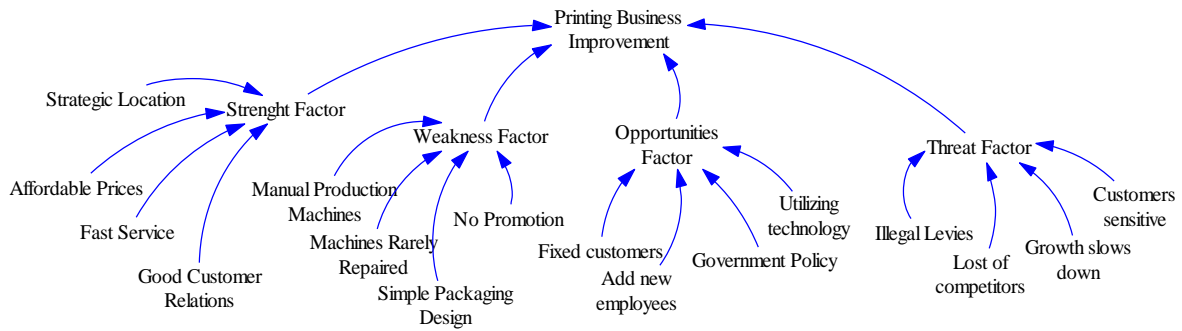 Printing Business
Improvement
Strategic Location
Strenght Factor
Affordable Prices
Fast Service
Good Customer
Relations
Weakness Factor
Manual Production
Machines
Machines Rarely
Repaired
Simple Packaging
Design
No Promotion
Opportunities
Factor
Fixed customers
Add new
employees
Government Policy
Utilizing
technology
Threat Factor
Illegal Levies
Lost of
competitors
Growth slows
down
Customers
sensitive